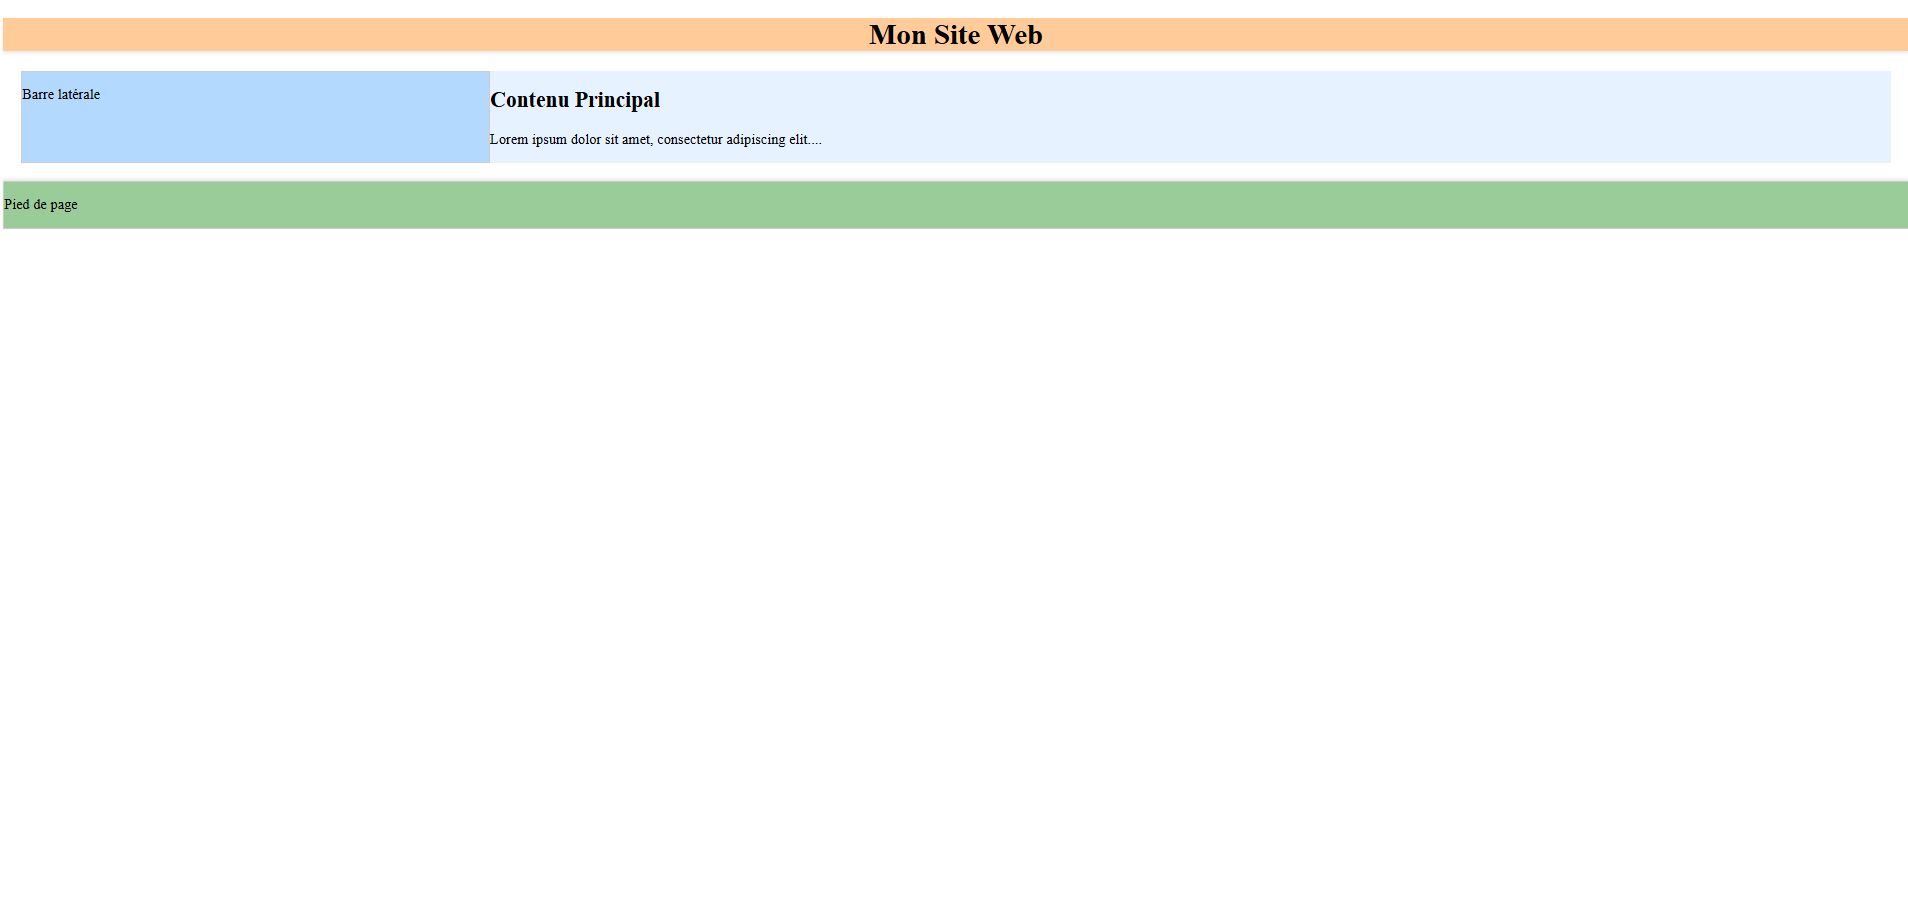 Mon Site Web
Barre latérale
Contenu Principal
Lorem ipsum dolor sit amet, consectetur adipiscing elit....
Pied de page